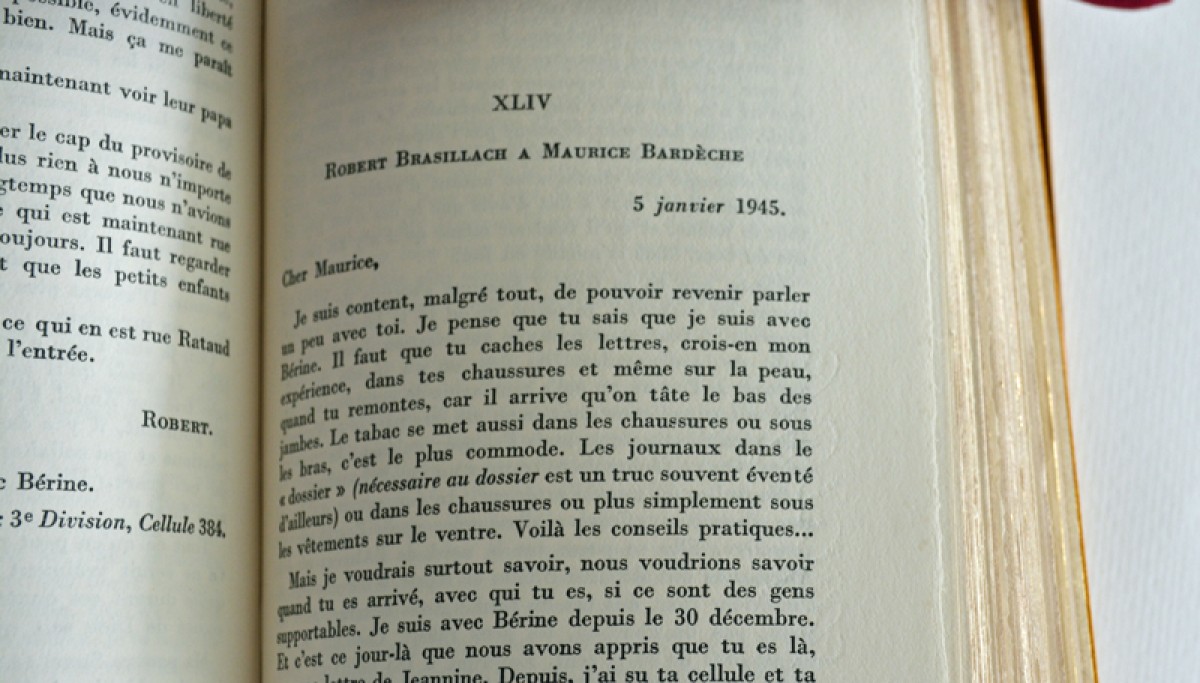 liberté
évidemment ce
bien. Mais ça me paraît
maintenant voir leur papa
er le cap du provisoire de
lus rien à nous n'importe
gtemps que nous n'avions
qui est maintenant rue
oujours. Il faut regarder
t que les petits enfants
ce qui en est rue Rataud
l'entrée.
ROBERT.
Bérine.
3e Division, Cellule 384.
XLIV
ROBERT BRASILLACH A MAURICE BARDÈCHE
5 janvier 1945.
Cher Maurice,
Je suis content, malgré tout, de pouvoir revenir parler
un peu avec toi. Je pense que tu sais que je suis avec
Bérine. Il faut que tu caches les lettres, crois-en mon
expérience, dans tes chaussures et même sur la peau,
quand tu remontes, car il arrive qu'on tâte le bas des
jambes. Le tabac se met aussi dans les chaussures ou sous
les bras, c'est le plus commode. Les journaux dans le
« dossier » (nécessaire au dossier est un truc souvent éventé
d'ailleurs) ou dans les chaussures ou plus simplement sous
les vêtements sur le ventre. Voilà les conseils pratiques...
Mais je voudrais surtout savoir, nous voudrions savoir
quand tu es arrivé, avec qui tu es, si ce sont des gens
supportables. Je suis avec Bérine depuis le 30 décembre.
Et c'est ce jour-là que nous avons appris que tu es là,
lettre de Jeannine. Depuis, j'ai su ta cellule et ta